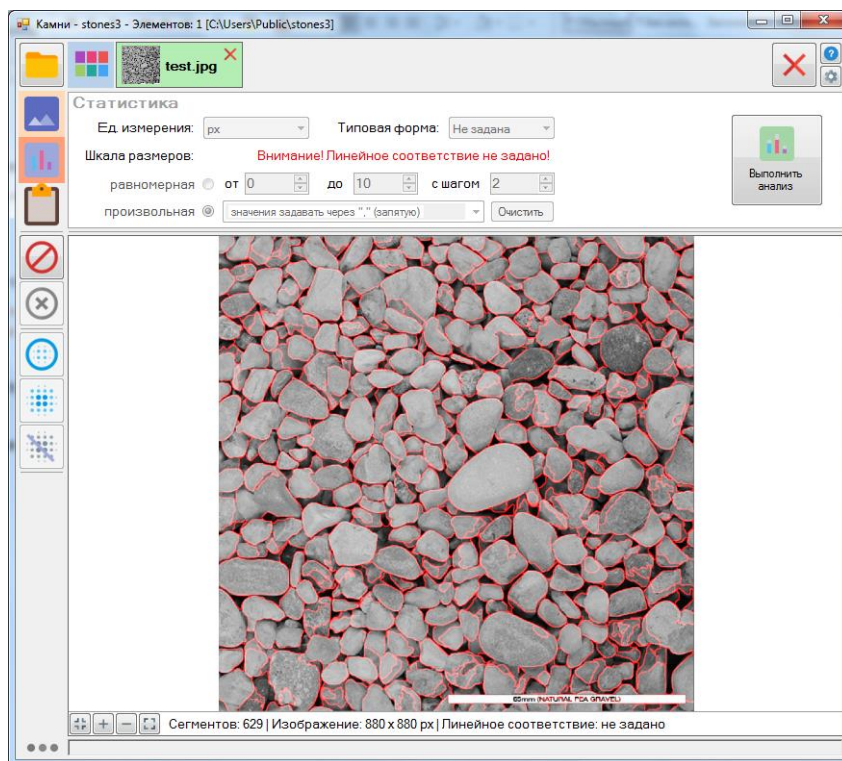 Камни - stones3 - Элементов: 1 [C:\Users\Public\stones3]
test.jpg
Статистика
Ед. измерения: px Типовая форма: Не задана
Шкала размеров: Внимание! Линейное соответствие не задано!
равномерная от 0 до 10 с шагом 2
произвольная значения задавать через "," (запятую) Очистить
Выполнить
анализ
65mm (NATURAL PEA GRAVEL)
Сегментов: 629 | Изображение: 880 x 880 px | Линейное соответствие: не задано